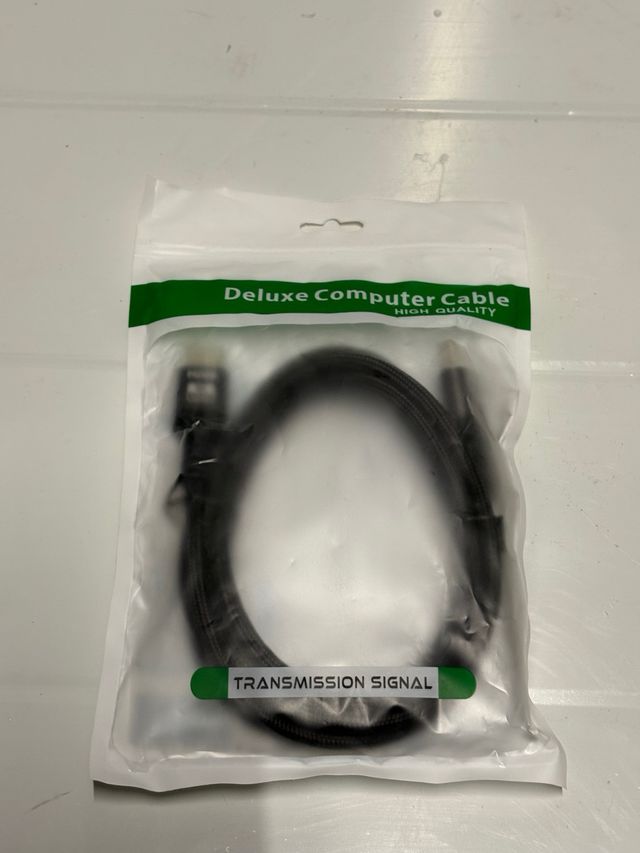 Deluxe Computer Cable
HIGH QUALITY
TRANSMISSION SIGNAL